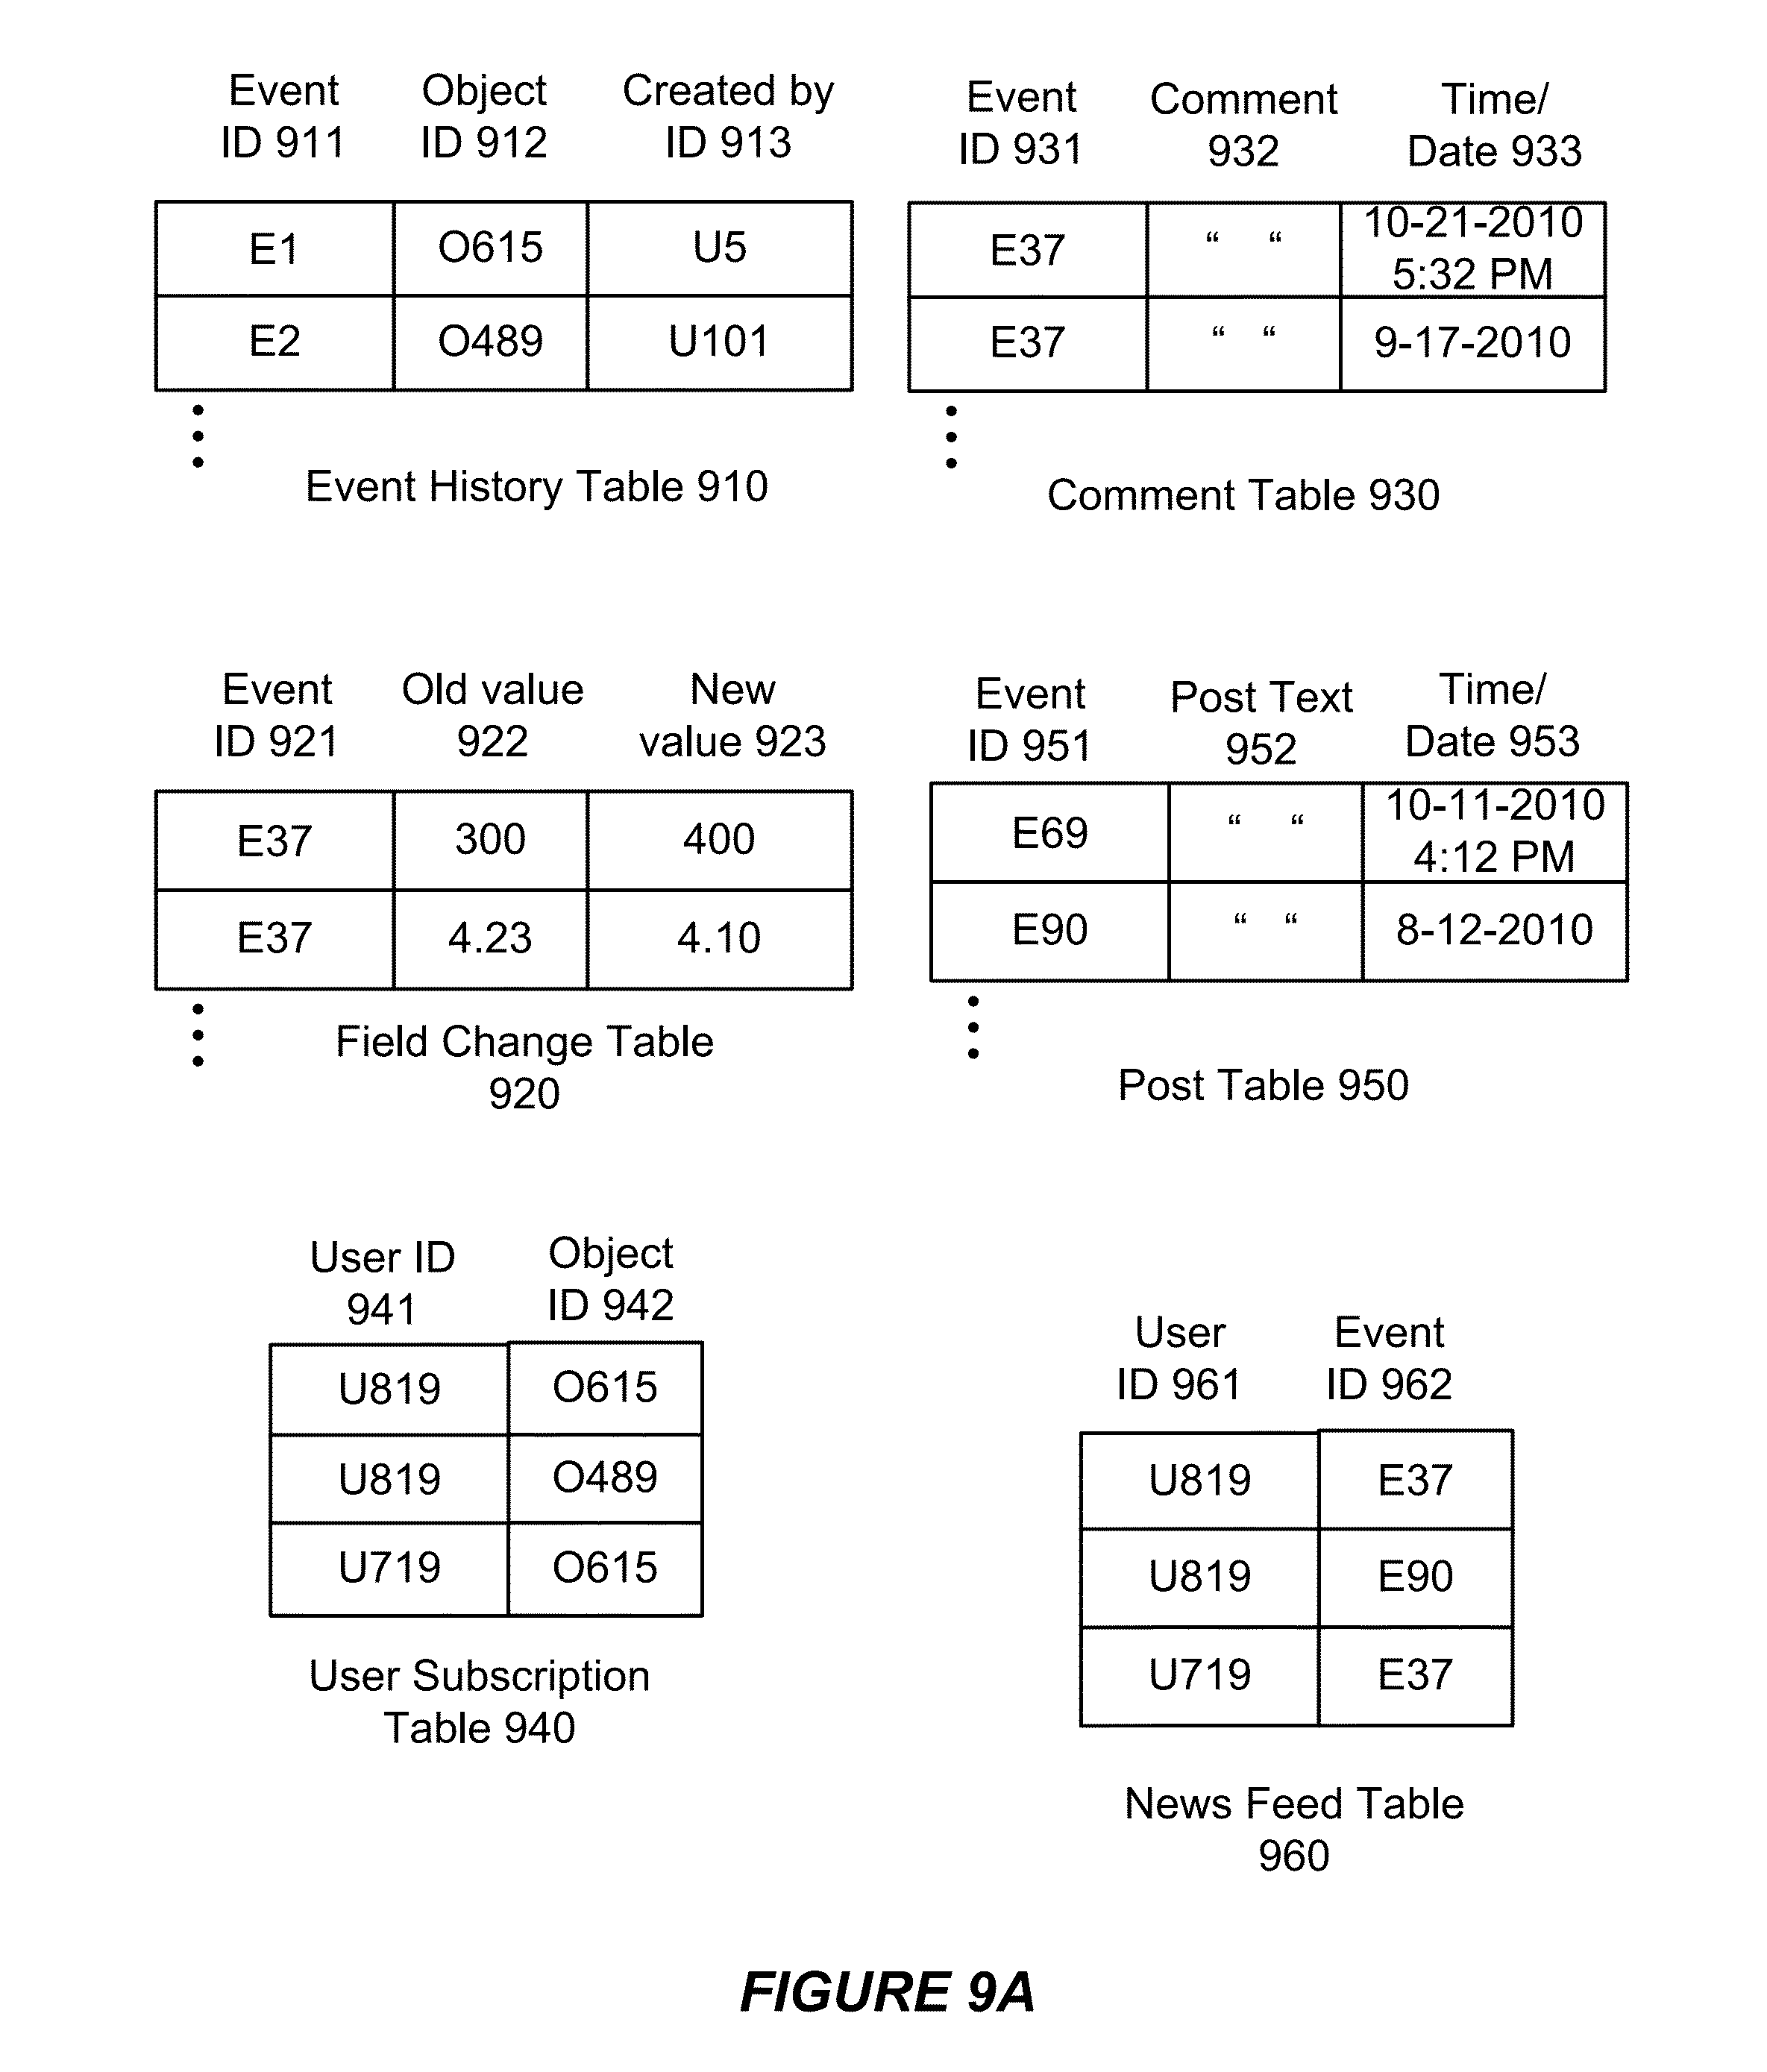 Event Object Created by
ID 911 ID 912 ID 913
E1 O615 U5
E2 O489 U101
Event History Table 910
Event Comment Time/
ID 931 932 Date 933
E37 “ “ 10-21-2010
5:32 PM
E37 “ “ 9-17-2010
Comment Table 930
Event Old value New
ID 921 922 value 923
E37 300 400
E37 4.23 4.10
Field Change Table
920
Event Post Text Time/
ID 951 952 Date 953
E69 “ “ 10-11-2010
4:12 PM
E90 “ “ 8-12-2010
Post Table 950
User ID Object
941 ID 942
U819 O615
U819 O489
U719 O615
User Subscription
Table 940
User Event
ID 961 ID 962
U819 E37
U819 E90
U719 E37
News Feed Table
960
FIGURE 9A